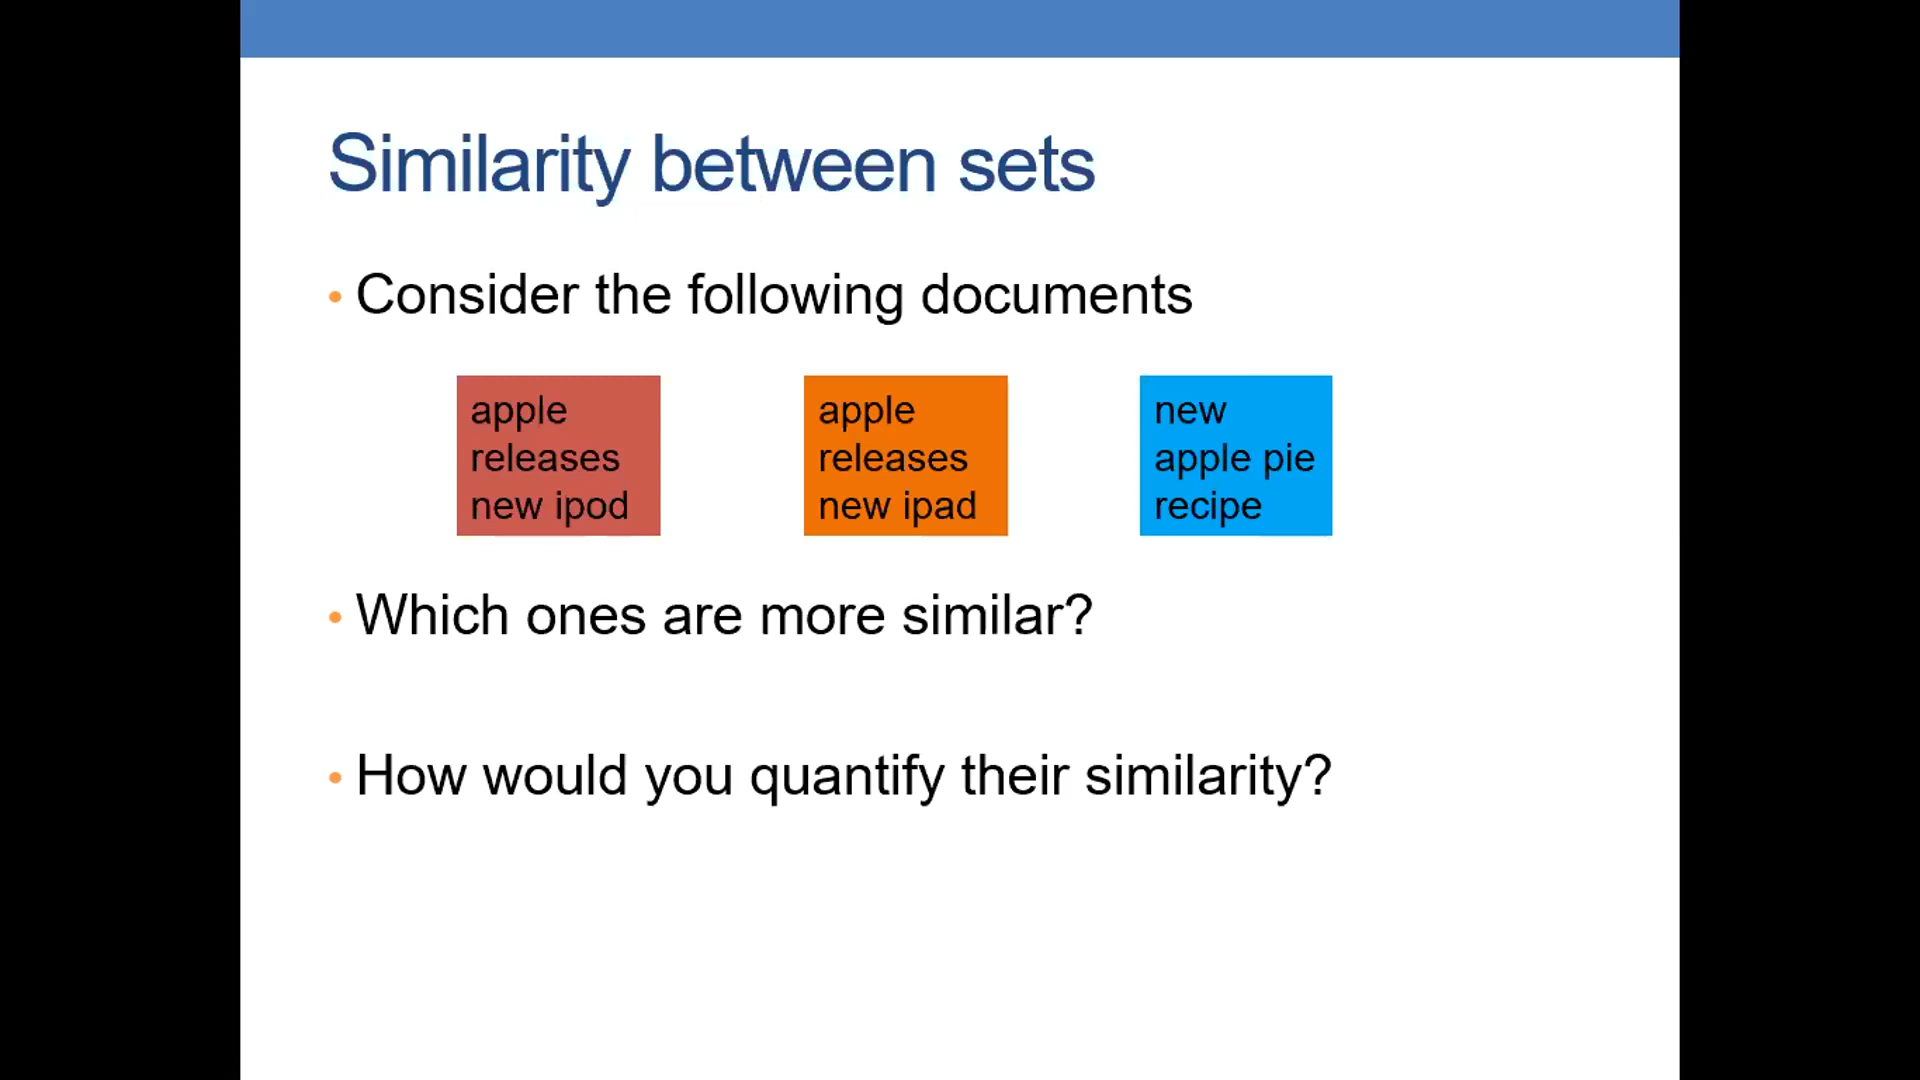 Similarity between sets
• Consider the following documents
apple
releases
new ipod
apple
releases
new ipad
new
apple pie
recipe
• Which ones are more similar?
• How would you quantify their similarity?